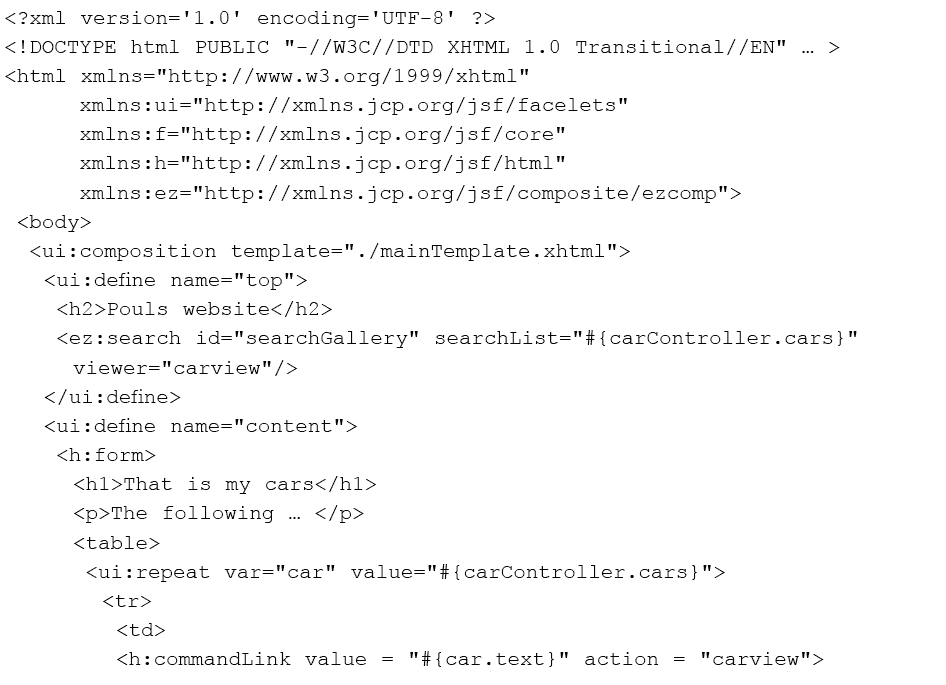 <?xml version='1.0' encoding='UTF-8' ?>
<!DOCTYPE html PUBLIC "-//W3C//DTD XHTML 1.0 Transitional//EN" … >
<html xmlns="http://www.w3.org/1999/xhtml"
xmlns:ui="http://xmlns.jcp.org/jsf/facelets"
xmlns:f="http://xmlns.jcp.org/jsf/core"
xmlns:h="http://xmlns.jcp.org/jsf/html"
xmlns:ez="http://xmlns.jcp.org/jsf/composite/ezcomp">
<body>
<ui:composition template="./mainTemplate.xhtml">
<ui:define name="top">
<h2>Pouls website</h2>
<ez:search id="searchGallery" searchList="#{carController.cars}"
viewer="carview"/>
</ui:define>
<ui:define name="content">
<h:form>
<h1>That is my cars</h1>
<p>The following … </p>
<table>
<ui:repeat var="car" value="#{carController.cars}">
<tr>
<td>
<h:commandLink value = "#{car.text}" action = "carview">